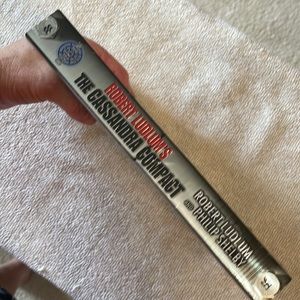 ROBERT LUDLUM'S
THE CASSANDRA COMPACT
ROBERT LUDLUM
AND PHILIP SHELBY